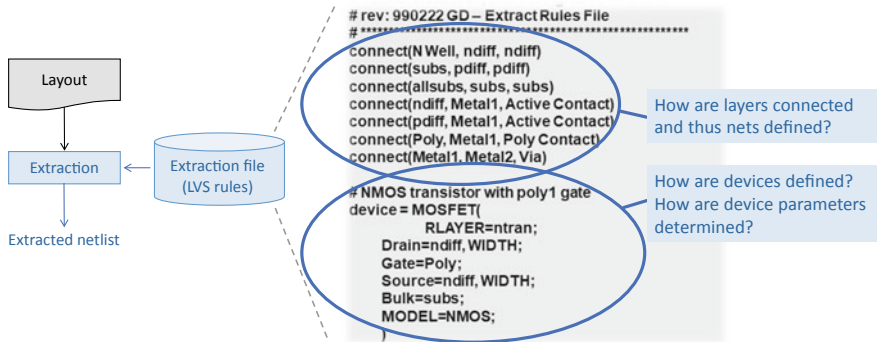 Layout
Extraction
Extraction file
(LVS rules)
Extracted netlist
# rev: 990222 GD – Extract Rules File
# *********************************************************
connect(N Well, ndiff, ndiff)
connect(subs, pdiff, pdiff)
connect(allsubs, subs, subs)
connect(ndiff, Metal1, Active Contact)
connect(pdiff, Metal1, Active Contact)
connect(Poly, Metal1, Poly Contact)
connect(Metal1, Metal2, Via)
# NMOS transistor with poly1 gate
device = MOSFET(
RLAYER=ntran;
Drain=ndiff, WIDTH;
Gate=Poly;
Source=ndiff, WIDTH;
Bulk=subs;
MODEL=NMOS;
)
How are layers connected
and thus nets defined?
How are devices defined?
How are device parameters
determined?